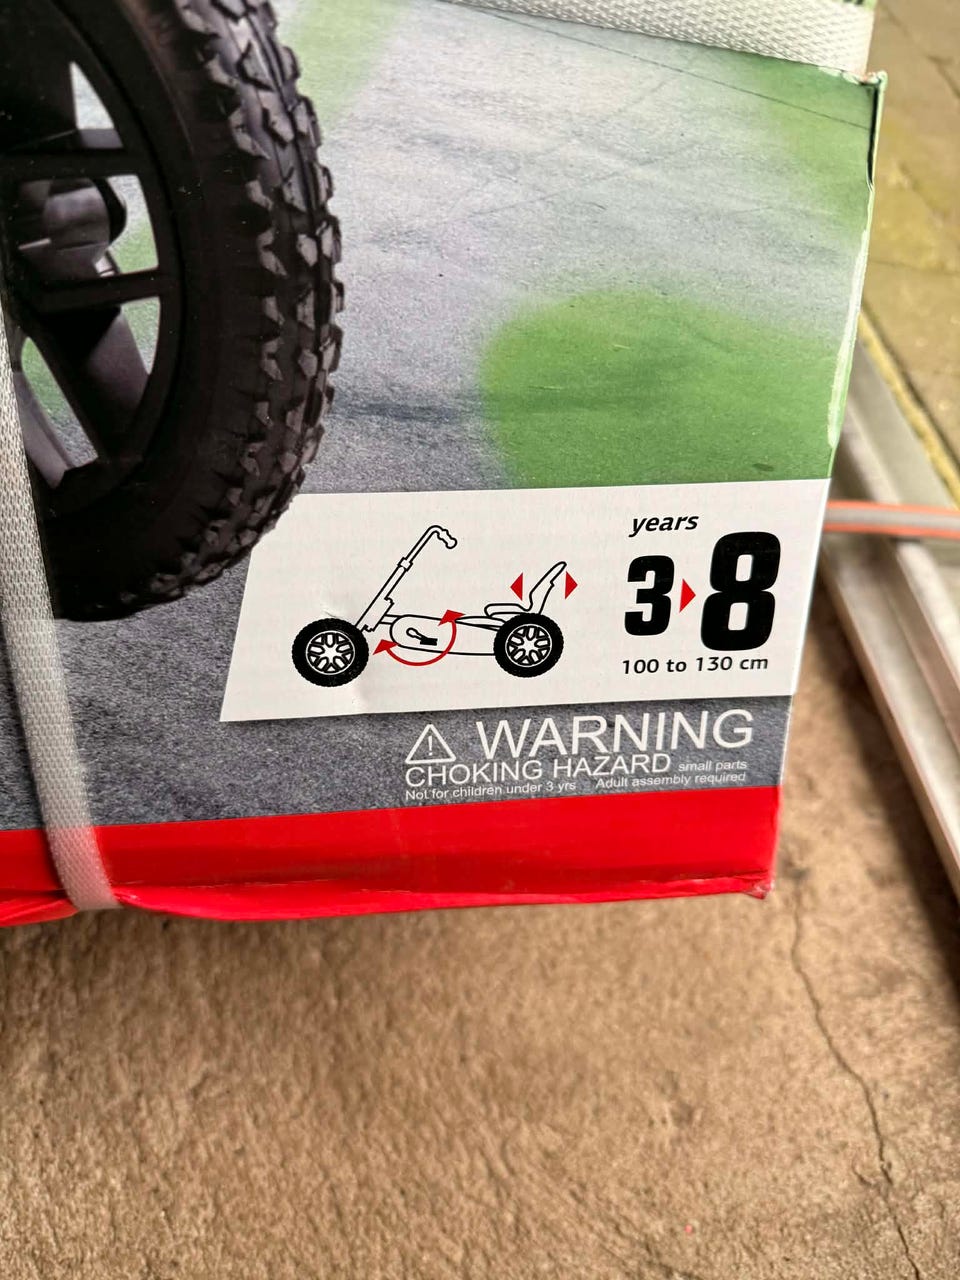 years
3 8
100 to 130 cm
WARNING
CHOKING HAZARD small parts
Not for children under 3 yrs Adult assembly required